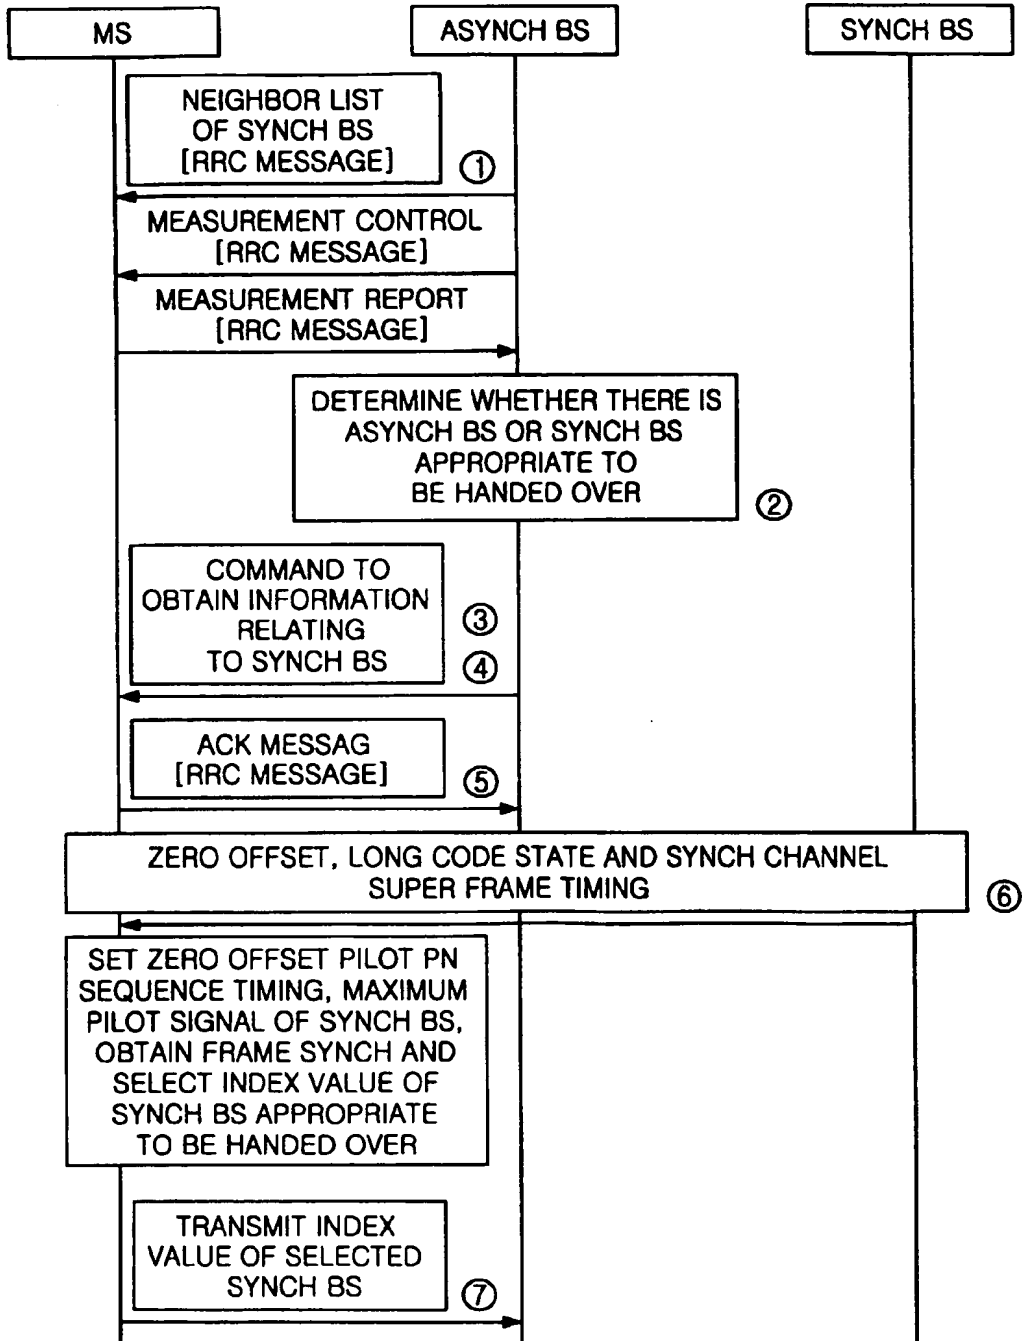 MS
ASYNCH BS
SYNCH BS
NEIGHBOR LIST
OF SYNCH BS
[RRC MESSAGE]
①
MEASUREMENT CONTROL
[RRC MESSAGE]
MEASUREMENT REPORT
[RRC MESSAGE]
DETERMINE WHETHER THERE IS
ASYNCH BS OR SYNCH BS
APPROPRIATE TO
BE HANDED OVER
②
COMMAND TO
OBTAIN INFORMATION
RELATING
TO SYNCH BS
③
④
ACK MESSAG
[RRC MESSAGE]
⑤
ZERO OFFSET, LONG CODE STATE AND SYNCH CHANNEL
SUPER FRAME TIMING
⑥
SET ZERO OFFSET PILOT PN
SEQUENCE TIMING, MAXIMUM
PILOT SIGNAL OF SYNCH BS,
OBTAIN FRAME SYNCH AND
SELECT INDEX VALUE OF
SYNCH BS APPROPRIATE
TO BE HANDED OVER
TRANSMIT INDEX
VALUE OF SELECTED
SYNCH BS
⑦